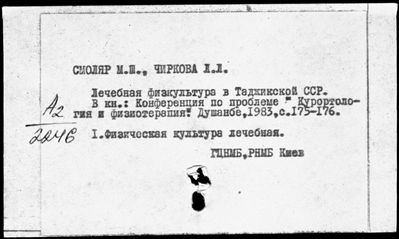 СМОЛЯР М.Ш., ЧИРКОВА Л.Л.
Лечебная физкультура в Таджикской ССР.
В кн.: Конференция по проблеме " Курортоло-
гия и физиотерапия". Душанбе,1983,с.175-176.
А2
2246
I.Физическая культура лечебная.
ГЦНМБ,РНМБ Киев